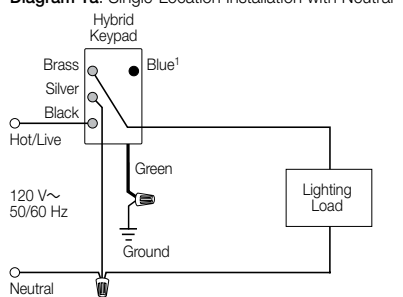 Diagram 1a: Single-Location Installation with Neutral
Hybrid
Keypad
Brass
Blue1
Silver
Black
Hot/Live
Green
120 V~
50/60 Hz
Lighting
Load
Ground
Neutral